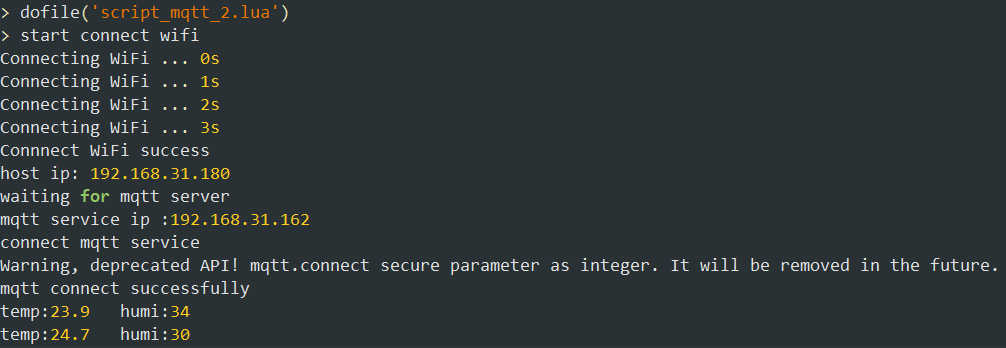 > dofile('script_mqtt_2.lua')
> start connect wifi
Connecting WiFi ... 0s
Connecting WiFi ... 1s
Connecting WiFi ... 2s
Connecting WiFi ... 3s
Connnect WiFi success
host ip: 192.168.31.180
waiting for mqtt server
mqtt service ip :192.168.31.162
connect mqtt service
Warning, deprecated API! mqtt.connect secure parameter as integer. It will be removed in the future.
mqtt connect successfully
temp:23.9   humi:34
temp:24.7   humi:30